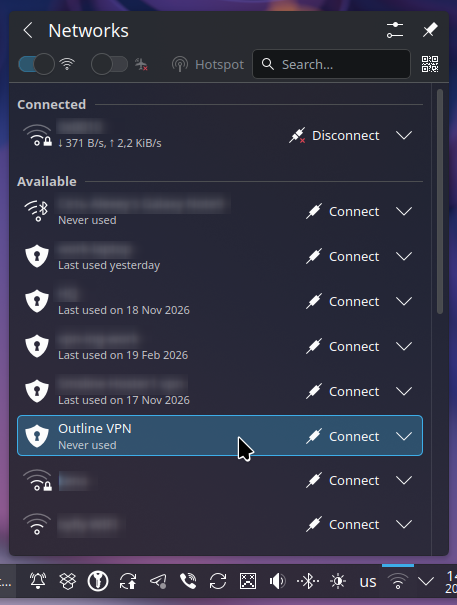 Networks
Hotspot
Search...
Connected
↓ 371 B/s, ↑ 2,2 KiB/s
Disconnect
Available
Connect
Never used
Connect
Last used yesterday
Connect
Last used on 18 Nov 2026
Connect
Last used on 19 Feb 2026
Connect
Last used on 17 Nov 2026
Outline VPN
Connect
Never used
Connect
Connect
us